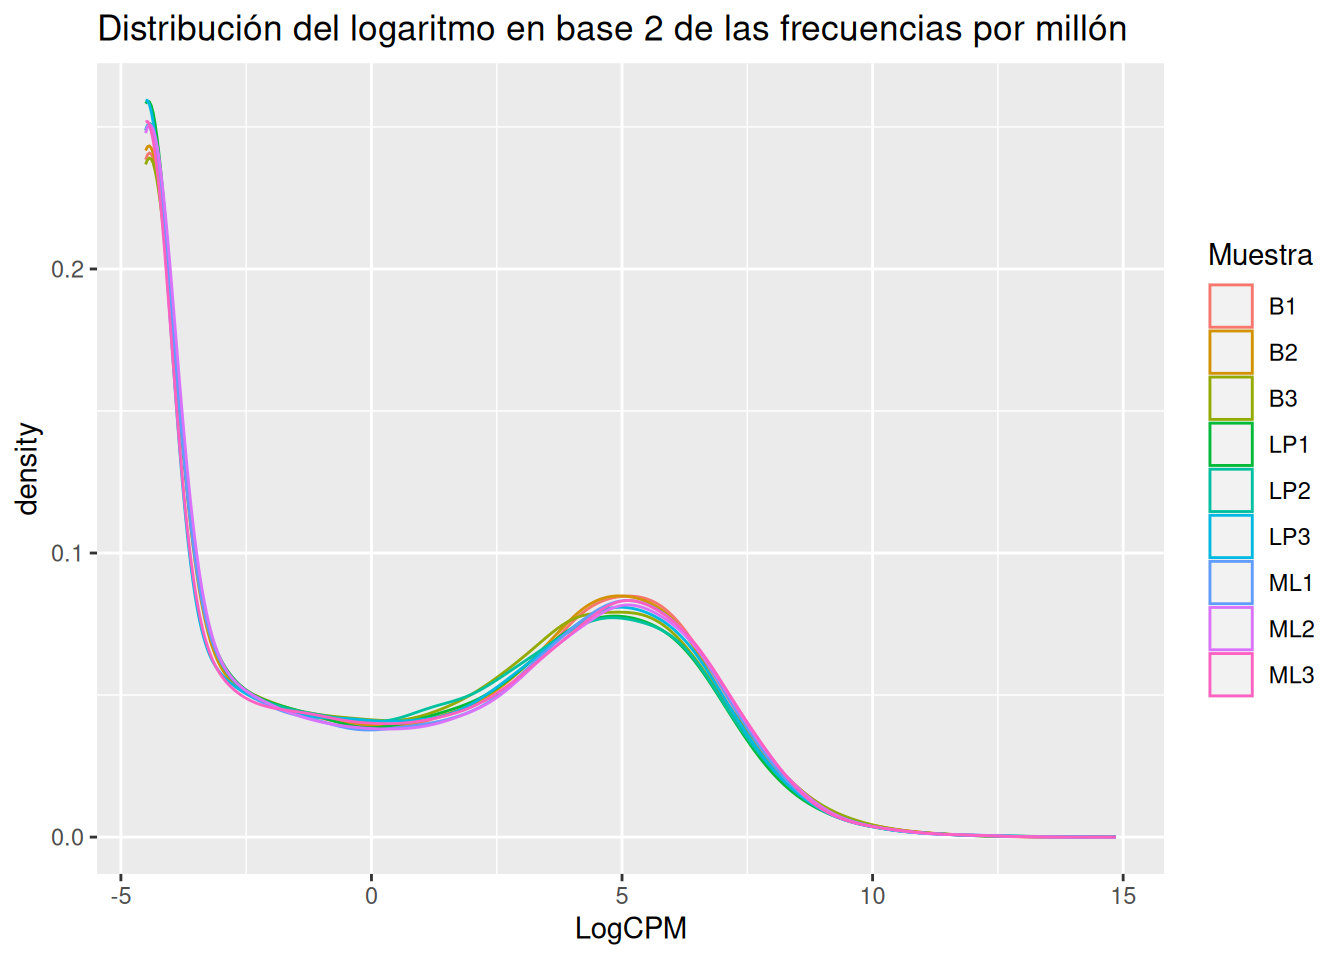 Distribución del logaritmo en base 2 de las frecuencias por millón
density
0.2
0.1
0.0
-5 0 5 10 15
LogCPM
Muestra
B1
B2
B3
LP1
LP2
LP3
ML1
ML2
ML3